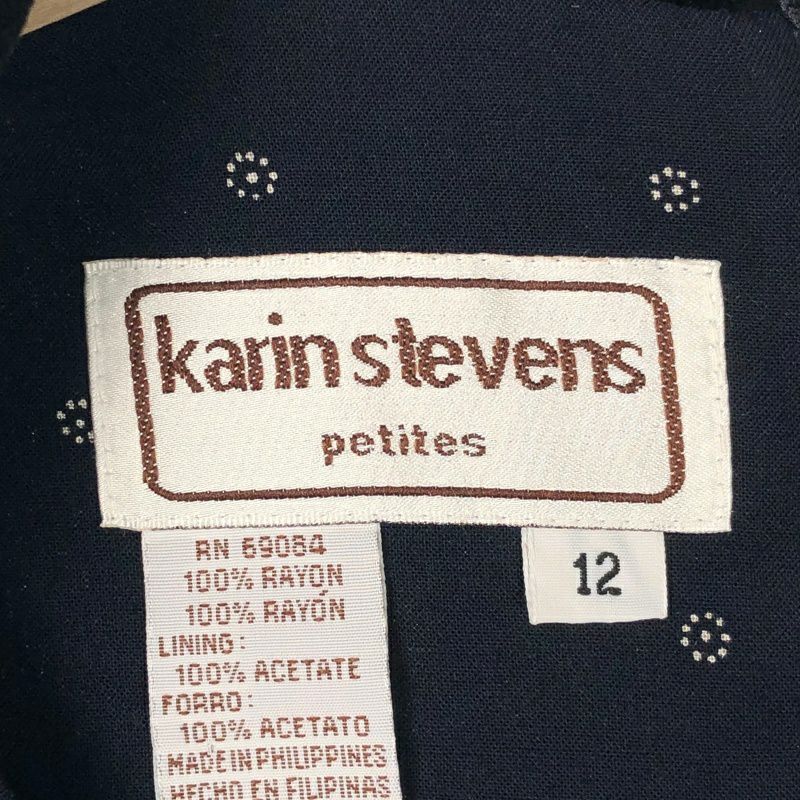 karin stevens
petites
RN 69084
100% RAYON
100% RAYÓN
LINING:
100% ACETATE
FORRO:
100% ACETATO
MADE IN PHILIPPINES
HECHO EN FILIPINAS
12